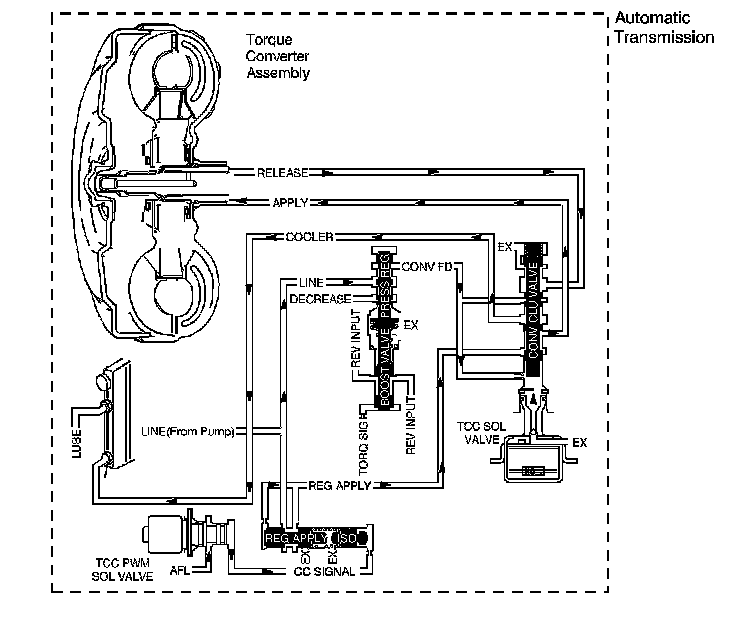 Automatic
Transmission
Torque
Converter
Assembly
RELEASE
APPLY
COOLER
EX
CONV FD
LINE
DECREASE
PRESS REG
CONV CLU VALVE
EX
REV INPUT
BOOST VALVE
REV INPUT
TORQ SIG
LUBE
LINE(From Pump)
TCC SOL
VALVE
EX
REG APPLY
REG APPLY
ISO
EX
EX
TCC PWM
SOL VALVE
AFL
CC SIGNAL